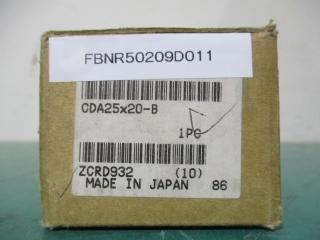 FBNR50209D011
CDA25x20-B
1PC
ZCRD932 (10)
MADE IN JAPAN 86